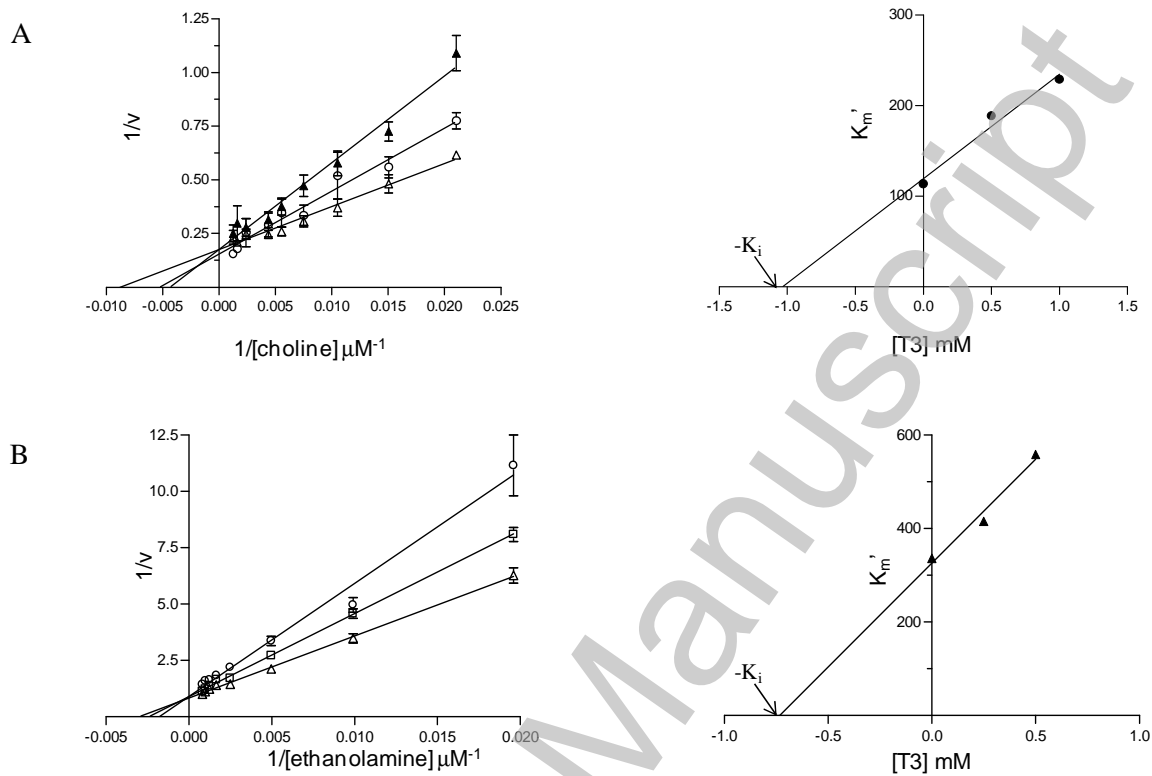 A
1.25
1.00
0.75
0.50
0.25
1/v
-0.010 -0.005 0.000 0.005 0.010 0.015 0.020 0.025
1/[choline] μM⁻¹
300
200
100
Kₘ'
-Kᵢ
-1.5 -1.0 -0.5 0.0 0.5 1.0 1.5
[T3] mM
B
12.5
10.0
7.5
5.0
2.5
1/v
-0.005 0.000 0.005 0.010 0.015 0.020
1/[ethanolamine] μM⁻¹
600
400
200
Kₘ'
-Kᵢ
-1.0 -0.5 0.0 0.5 1.0
[T3] mM
Manuscript